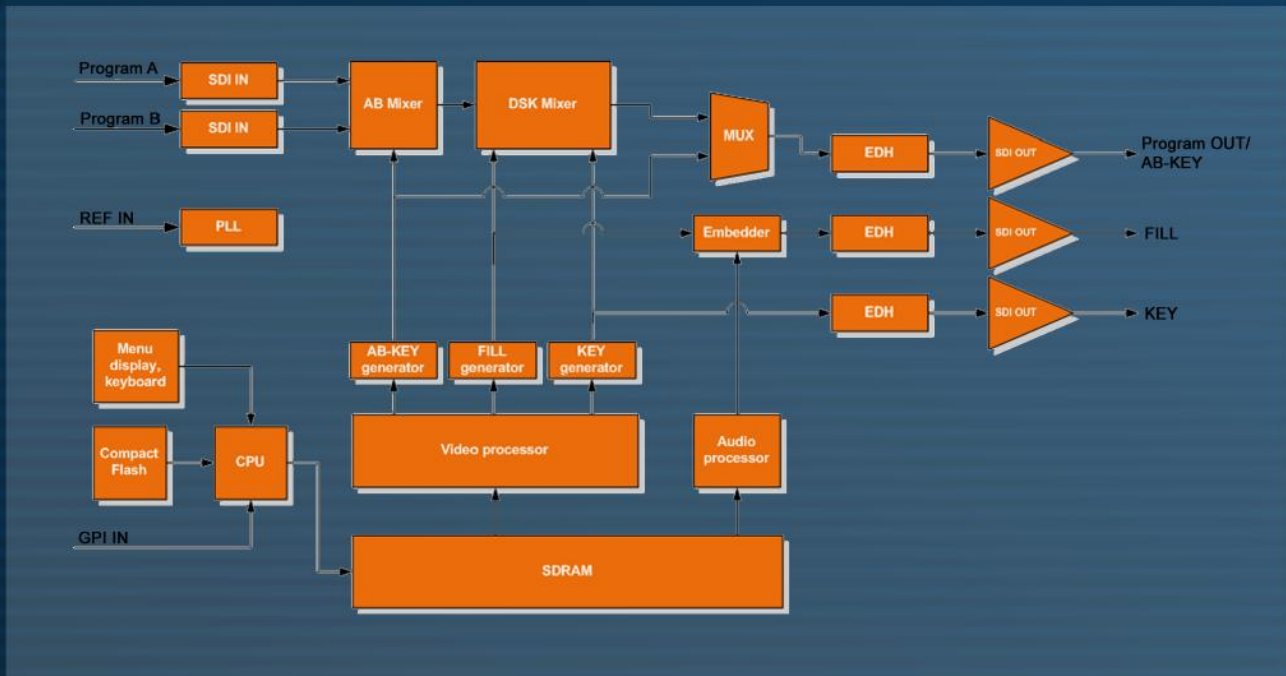 Program A
SDI IN
Program B
SDI IN
AB Mixer
DSK Mixer
MUX
EDH
SDI OUT
Program OUT/
AB-KEY
REF IN
PLL
Embedder
EDH
SDI OUT
FILL
EDH
SDI OUT
KEY
Menu
display,
keyboard
AB-KEY
generator
FILL
generator
KEY
generator
Compact
Flash
CPU
Video processor
Audio
processor
GPI IN
SDRAM